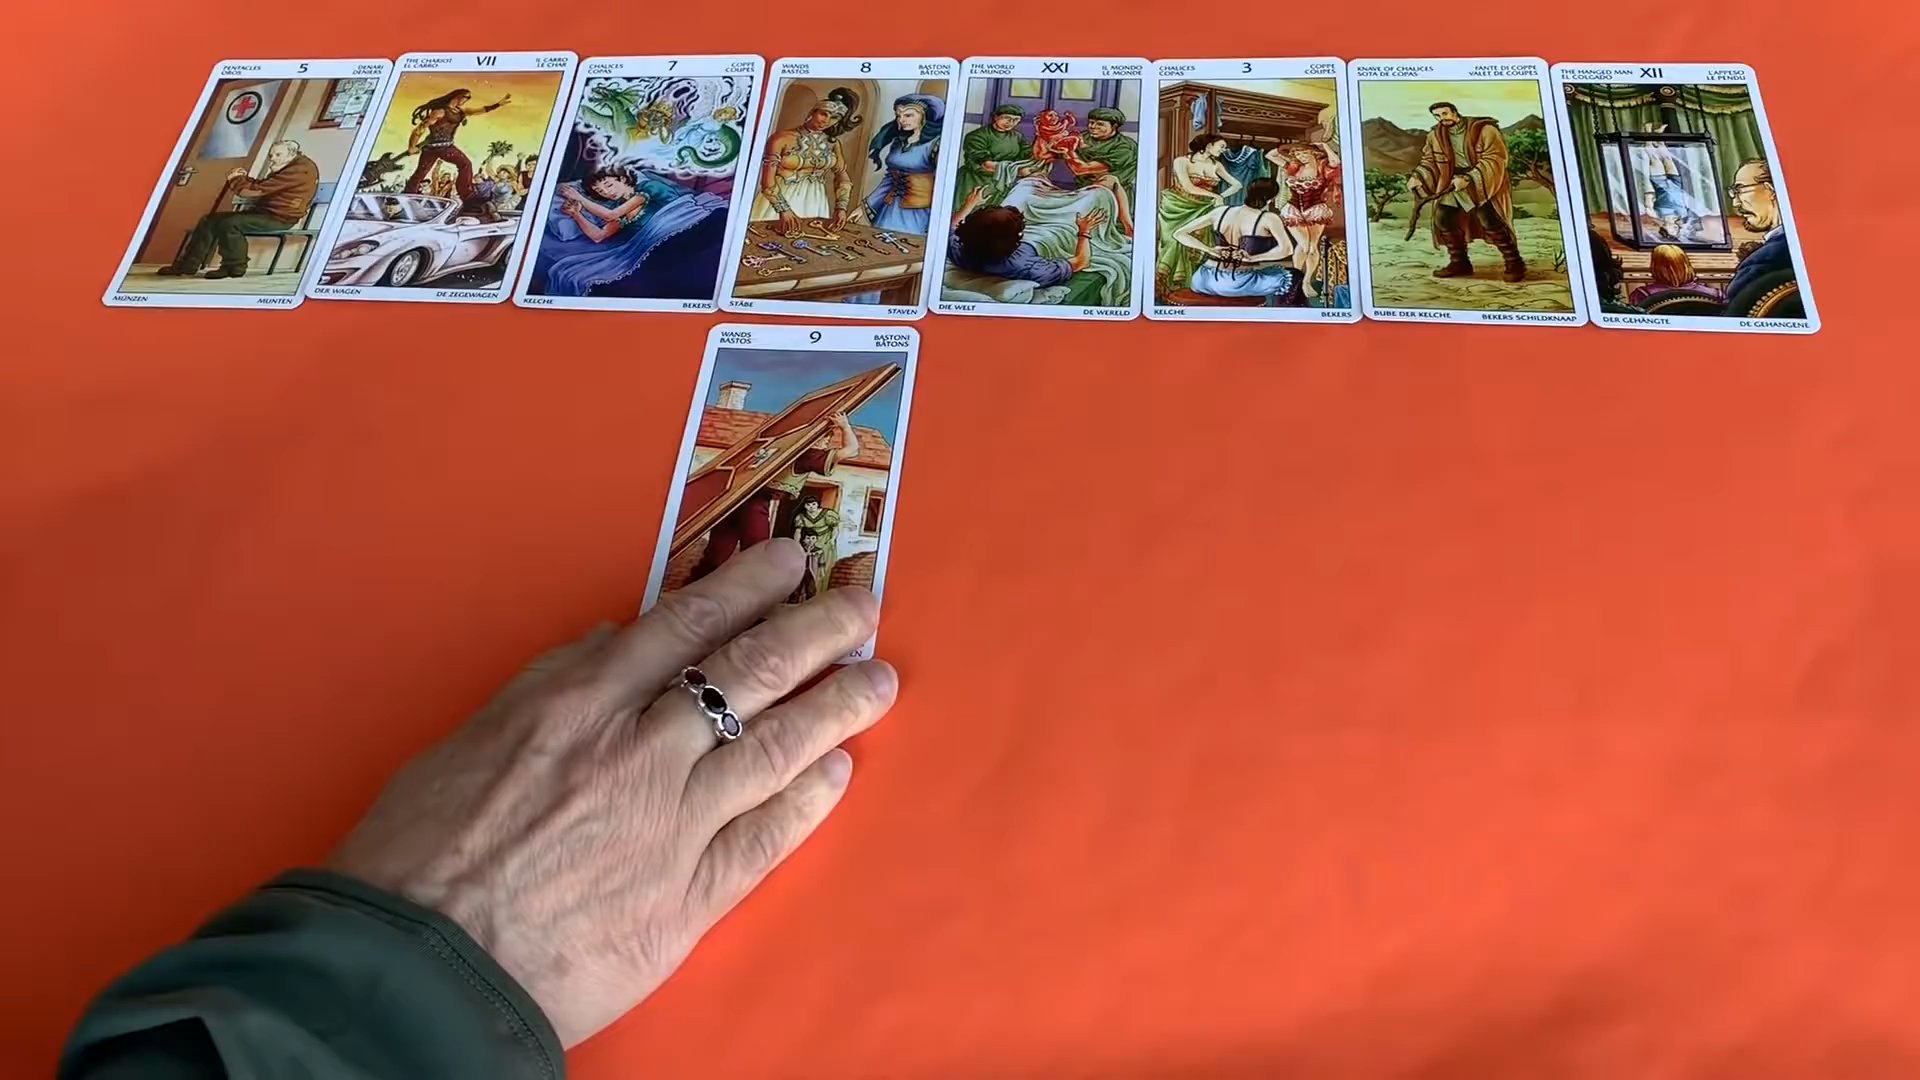 PENTACLES
OROS
5
DENARI
DENIERS
MÜNZEN
MUNTEN
THE CHARIOT
EL CARRO
VII
IL CARRO
LE CHAR
DER WAGEN
DE ZEGEWAGEN
CHALICES
COPAS
7
COPPE
COUPES
KELCHE
BEKERS
WANDS
BASTOS
8
BASTONI
BÂTONS
STÄBE
STAVEN
THE WORLD
EL MUNDO
XXI
IL MONDO
LE MONDE
DIE WELT
DE WERELD
CHALICES
COPAS
3
COPPE
COUPES
KELCHE
BEKERS
KNAVE OF CHALICES
SOTA DE COPAS
FANTE DI COPPE
VALET DE COUPES
BUBE DER KELCHE
BEKERS SCHILDKNAAP
THE HANGED MAN
EL COLGADO
XII
L'APPESO
LE PENDU
DER GEHÄNGTE
DE GEHANGENE
WANDS
BASTOS
9
BASTONI
BÂTONS